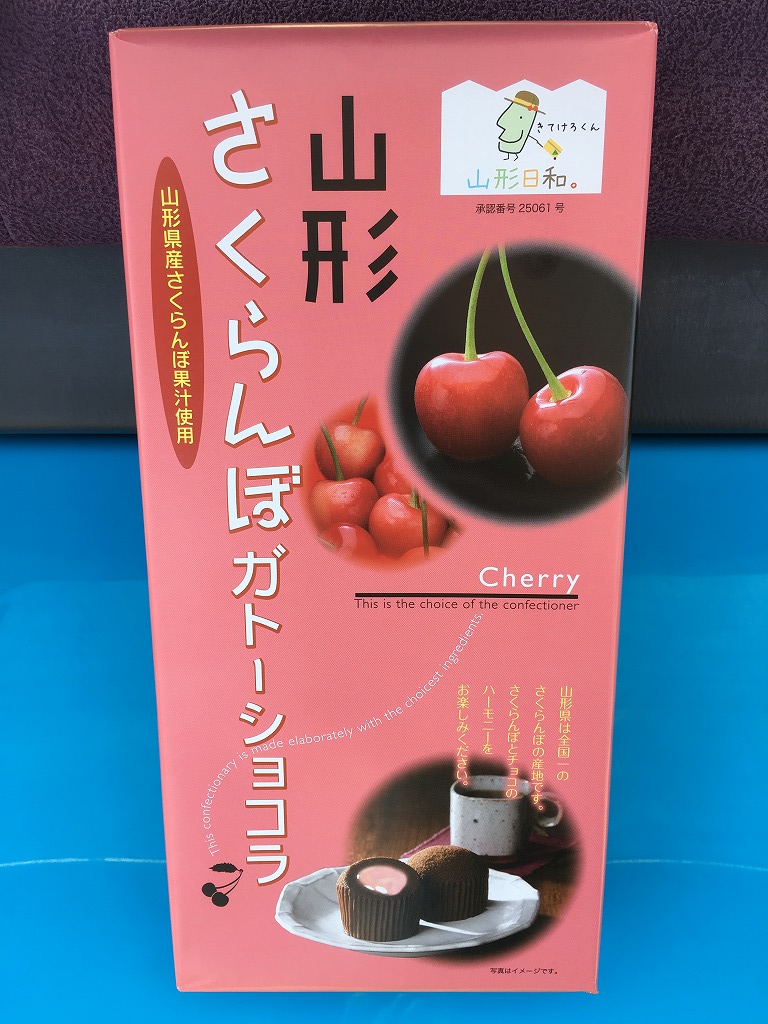 山形
さくらんぼガトーショコラ
山形県産さくらんぼ果汁使用
きてけろくん
山形日和。
承認番号 25061 号
Cherry
This is the choice of the confectioner
This confectionary is made elaborately with the choicest ingredients.
山形県は全国一の
さくらんぼの産地です。
さくらんぼとチョコの
ハーモニーを
お楽しみください。
写真はイメージです。